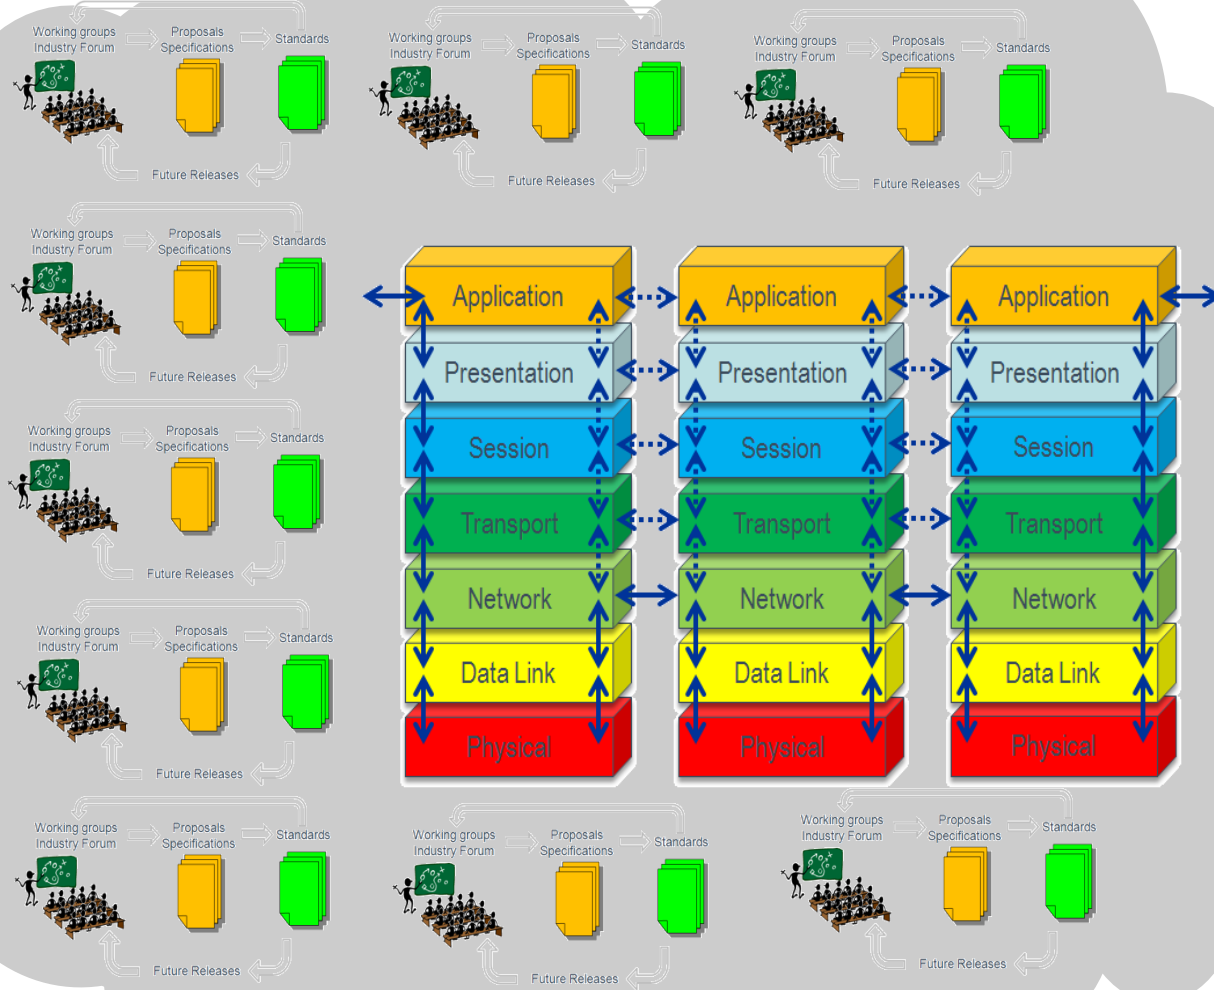 Working groups
Industry Forum
Proposals
Specifications
Standards
Future Releases
Working groups
Industry Forum
Proposals
Specifications
Standards
Future Releases
Working groups
Industry Forum
Proposals
Specifications
Standards
Future Releases
Working groups
Industry Forum
Proposals
Specifications
Standards
Future Releases
Working groups
Industry Forum
Proposals
Specifications
Standards
Future Releases
Working groups
Industry Forum
Proposals
Specifications
Standards
Future Releases
Application
Presentation
Session
Transport
Network
Data Link
Physical
Application
Presentation
Session
Transport
Network
Data Link
Physical
Application
Presentation
Session
Transport
Network
Data Link
Physical
Working groups
Industry Forum
Proposals
Specifications
Standards
Future Releases
Working groups
Industry Forum
Proposals
Specifications
Standards
Future Releases
Working groups
Industry Forum
Proposals
Specifications
Standards
Future Releases